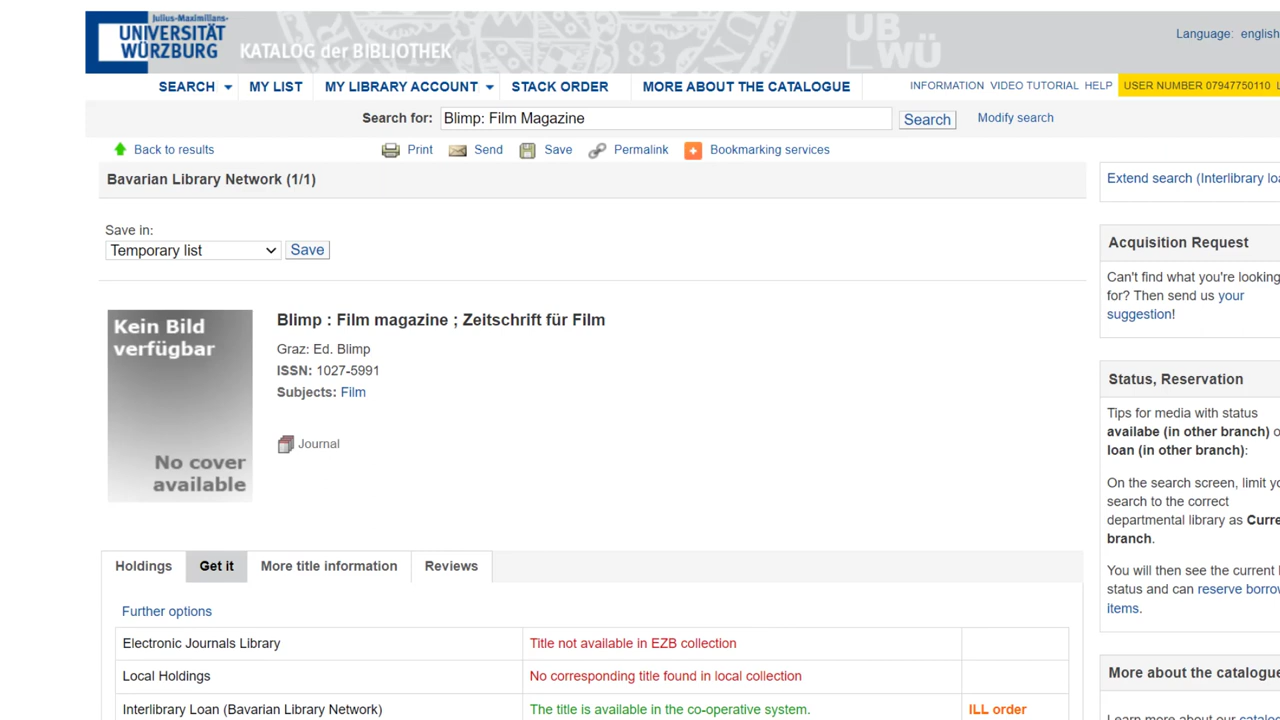 Julius-Maximilians-
UNIVERSITÄT
WÜRZBURG
KATALOG der BIBLIOTHEK
UB
WÜ
Language: english
SEARCH MY LIST MY LIBRARY ACCOUNT STACK ORDER MORE ABOUT THE CATALOGUE INFORMATION VIDEO TUTORIAL HELP USER NUMBER 07947750110
Search for: Blimp: Film Magazine Search Modify search
Back to results Print Send Save Permalink Bookmarking services
Bavarian Library Network (1/1)
Save in:
Temporary list Save
Kein Bild
verfügbar
No cover
available
Blimp : Film magazine ; Zeitschrift für Film
Graz: Ed. Blimp
ISSN: 1027-5991
Subjects: Film
Journal
Holdings Get it More title information Reviews
Further options
Electronic Journals Library Title not available in EZB collection
Local Holdings No corresponding title found in local collection
Interlibrary Loan (Bavarian Library Network) The title is available in the co-operative system. ILL order
Extend search (Interlibrary
Acquisition Request
Can't find what you're looking
for? Then send us your
suggestion!
Status, Reservation
Tips for media with status
availabe (in other branch)
loan (in other branch):
On the search screen, limit
search to the correct
departmental library as
branch.
You will then see the current
status and can reserve
items.
More about the catalogue
Learn more about our